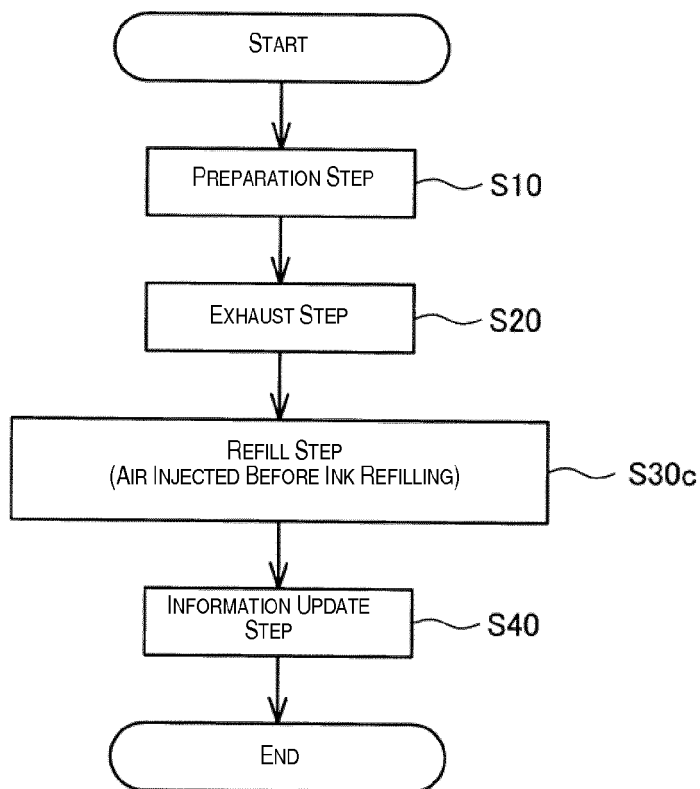 START
PREPARATION STEP
S10
EXHAUST STEP
S20
REFILL STEP
(AIR INJECTED BEFORE INK REFILLING)
S30c
INFORMATION UPDATE
STEP
S40
END